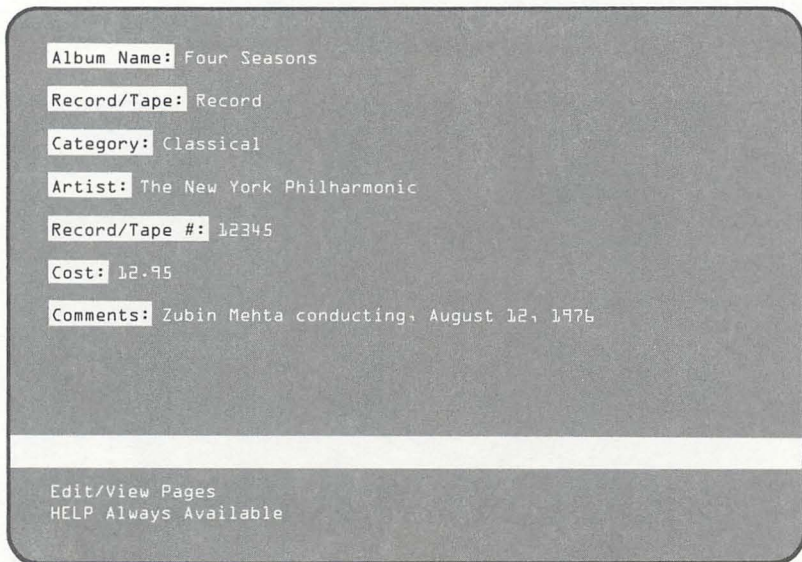 Album Name: Four Seasons
Record/Tape: Record
Category: Classical
Artist: The New York Philharmonic
Record/Tape #: 12345
Cost: 12.95
Comments: Zubin Mehta conducting, August 12, 1976
Edit/View Pages
HELP Always Available